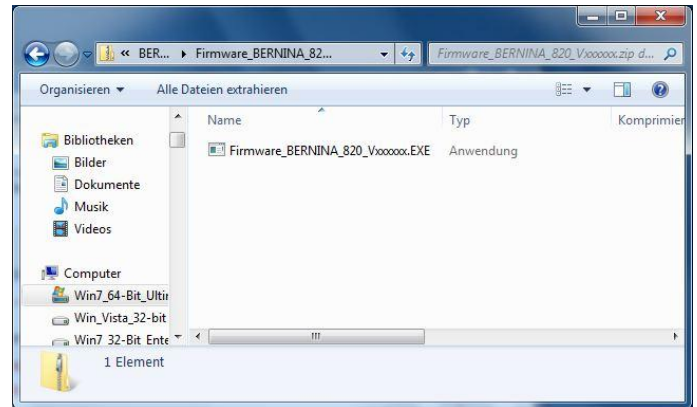 « BER... ▸ Firmware_BERNINA_82...
Firmware_BERNINA_820_Vxxxxxx.zip d...
Organisieren Alle Dateien extrahieren
Name Typ Komprimier
Bibliotheken
Firmware_BERNINA_820_Vxxxxxx.EXE Anwendung
Bilder
Dokumente
Musik
Videos
Computer
Win7_64-Bit_Ultir
Win_Vista_32-bit
Win7 32-Bit Ente
1 Element